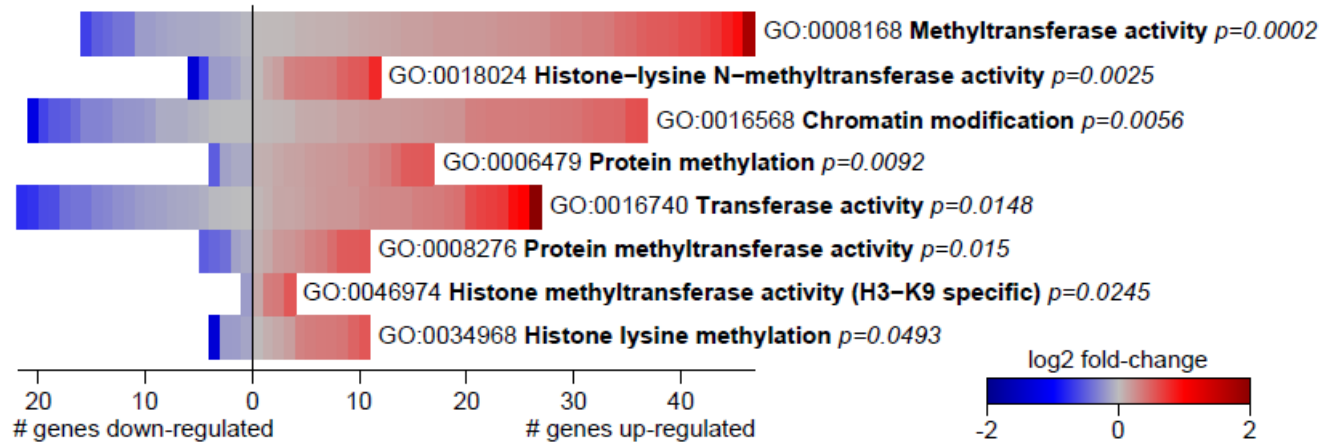 GO:0008168 Methyltransferase activity p=0.0002
GO:0018024 Histone−lysine N−methyltransferase activity p=0.0025
GO:0016568 Chromatin modification p=0.0056
GO:0006479 Protein methylation p=0.0092
GO:0016740 Transferase activity p=0.0148
GO:0008276 Protein methyltransferase activity p=0.015
GO:0046974 Histone methyltransferase activity (H3−K9 specific) p=0.0245
GO:0034968 Histone lysine methylation p=0.0493
20 10 0 10 20 30 40
# genes down-regulated # genes up-regulated
log2 fold-change
-2 0 2